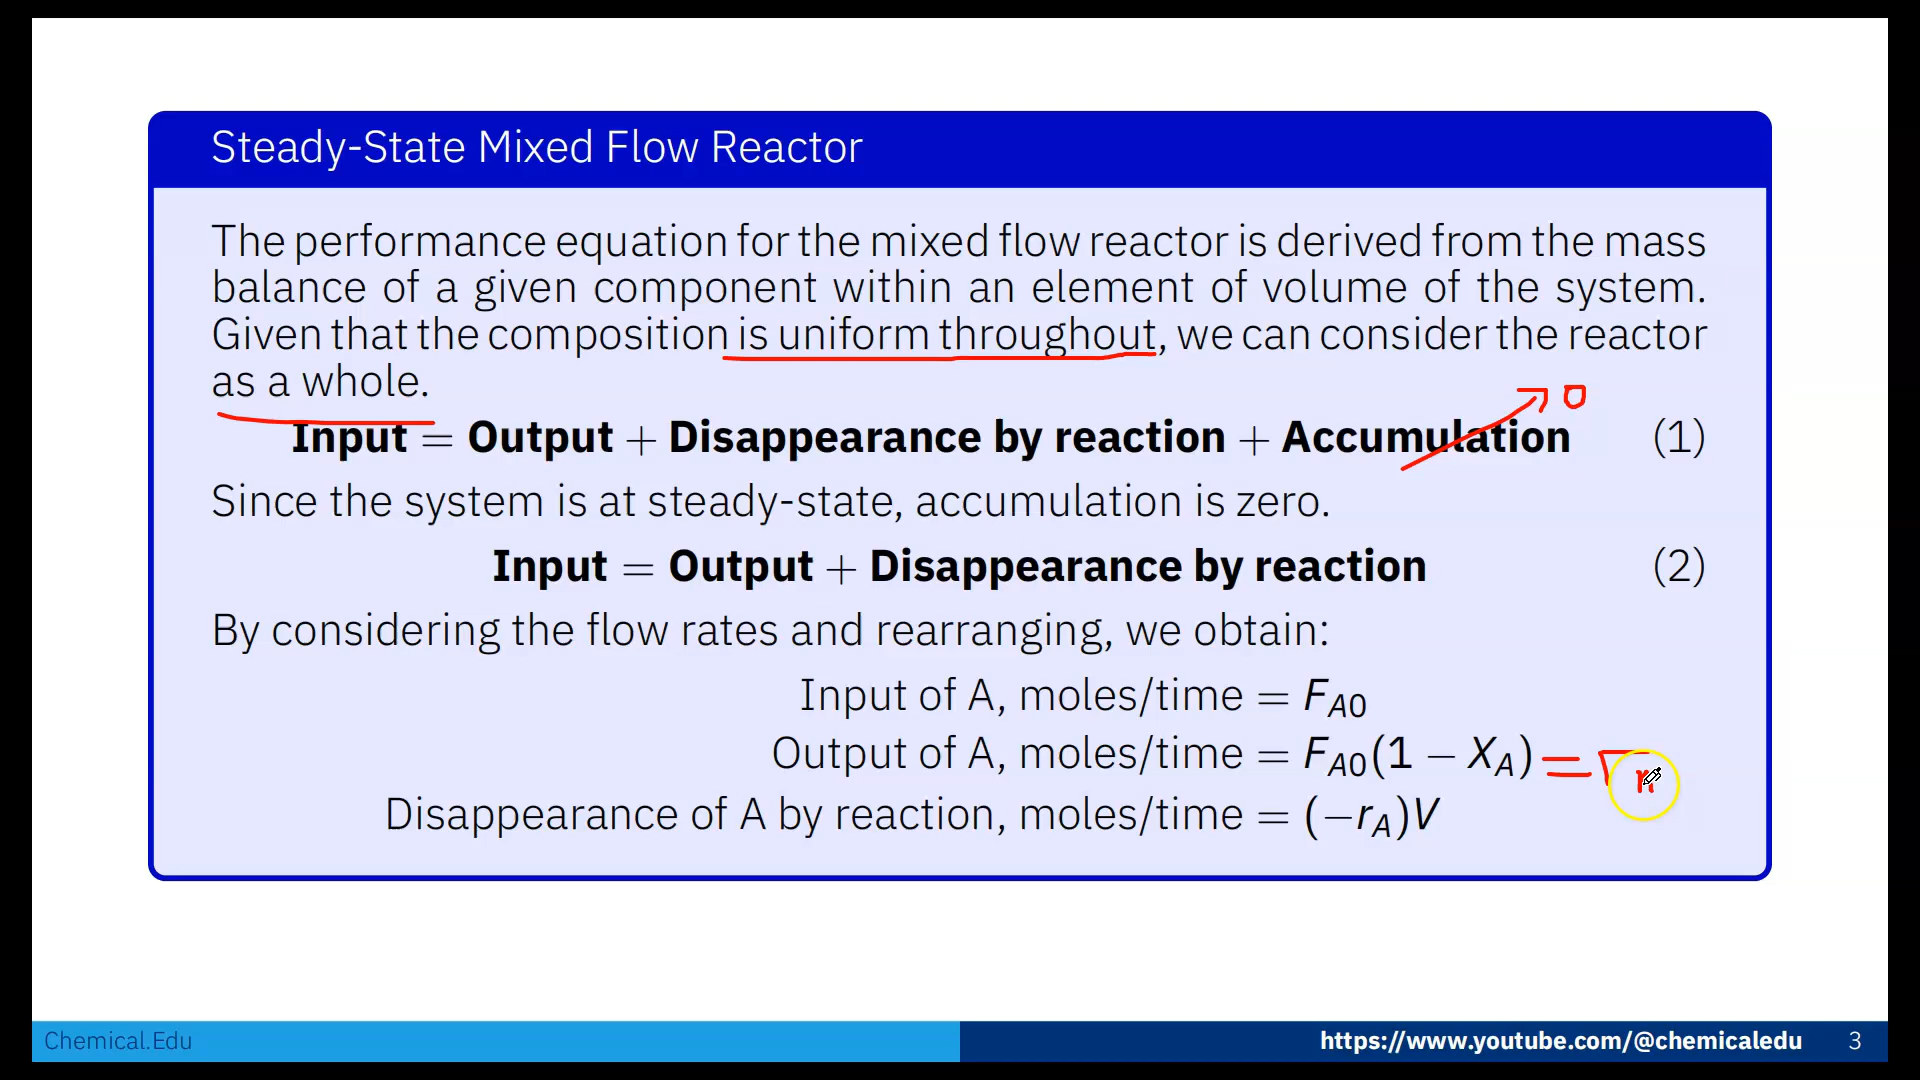 Steady-State Mixed Flow Reactor
The performance equation for the mixed flow reactor is derived from the mass
balance of a given component within an element of volume of the system.
Given that the composition is uniform throughout, we can consider the reactor
as a whole.
0
Input = Output + Disappearance by reaction + Accumulation (1)
Since the system is at steady-state, accumulation is zero.
Input = Output + Disappearance by reaction (2)
By considering the flow rates and rearranging, we obtain:
Input of A, moles/time = F_{A0}
Output of A, moles/time = F_{A0}(1 − X_A) =
Disappearance of A by reaction, moles/time = (−r_A)V
Chemical.Edu https://www.youtube.com/@chemicaledu 3